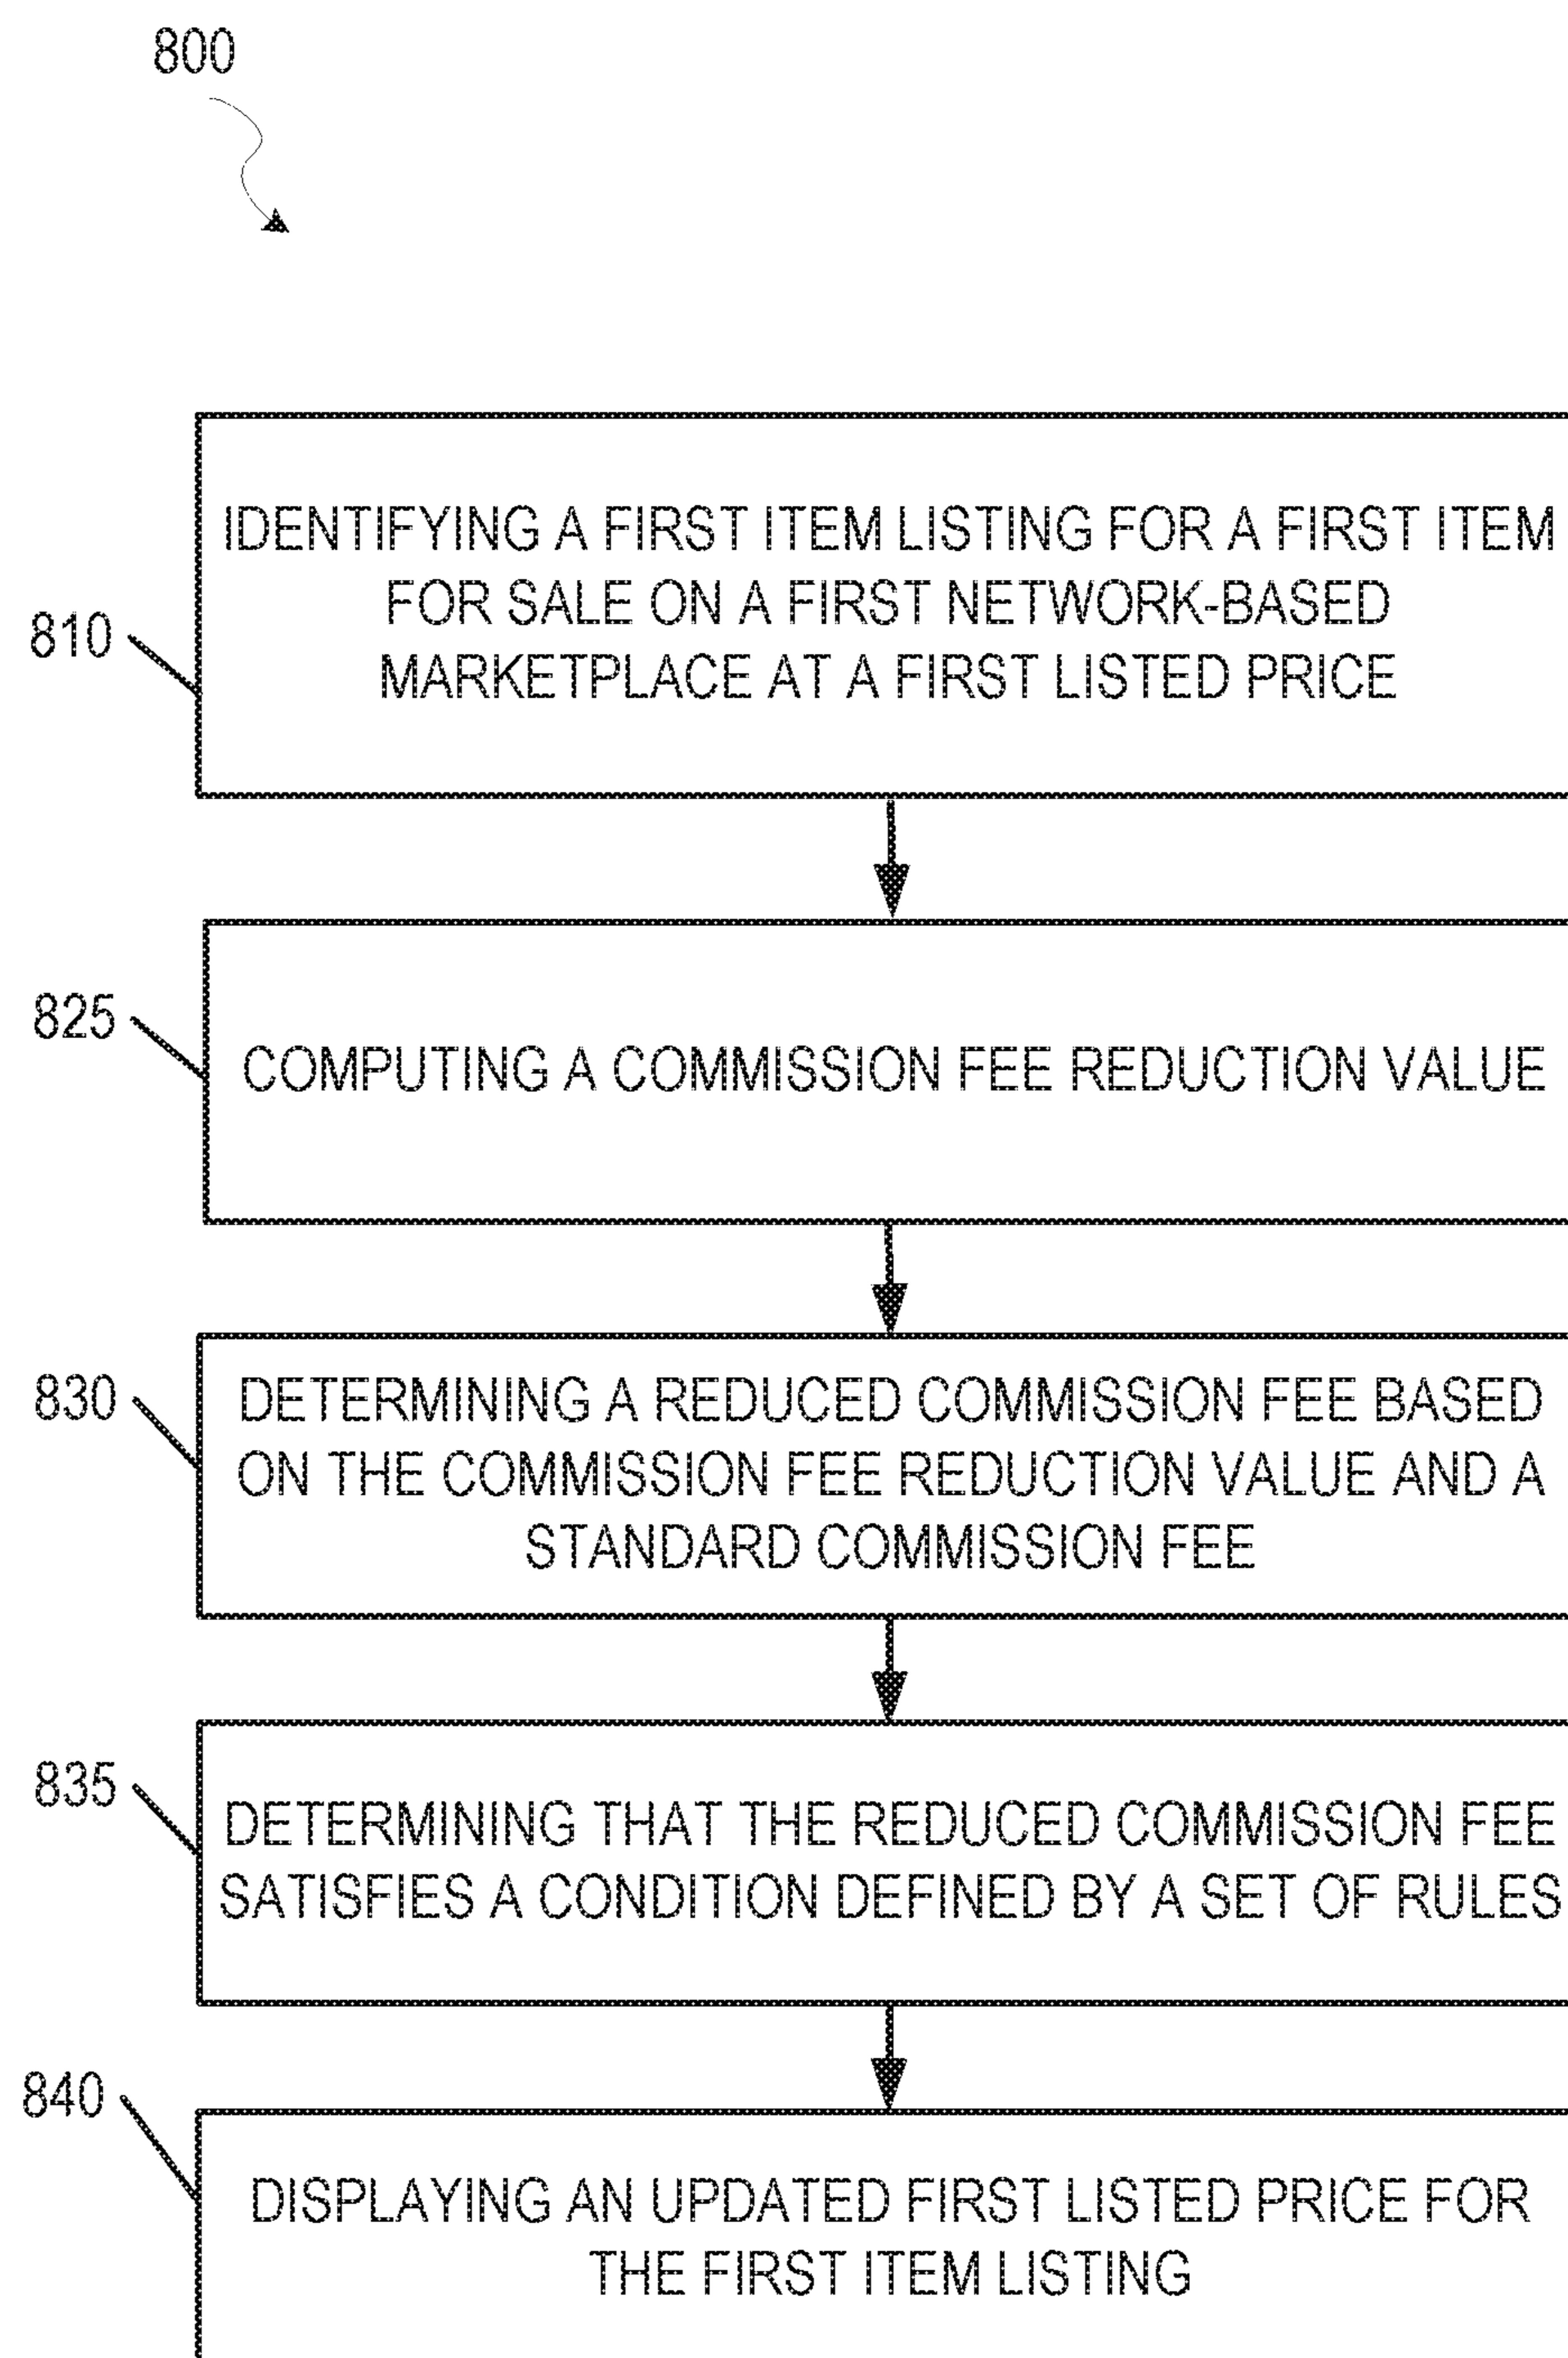 800
IDENTIFYING A FIRST ITEM LISTING FOR A FIRST ITEM
FOR SALE ON A FIRST NETWORK-BASED
MARKETPLACE AT A FIRST LISTED PRICE
810
825
COMPUTING A COMMISSION FEE REDUCTION VALUE
830
DETERMINING A REDUCED COMMISSION FEE BASED
ON THE COMMISSION FEE REDUCTION VALUE AND A
STANDARD COMMISSION FEE
835
DETERMINING THAT THE REDUCED COMMISSION FEE
SATISFIES A CONDITION DEFINED BY A SET OF RULES
840
DISPLAYING AN UPDATED FIRST LISTED PRICE FOR
THE FIRST ITEM LISTING